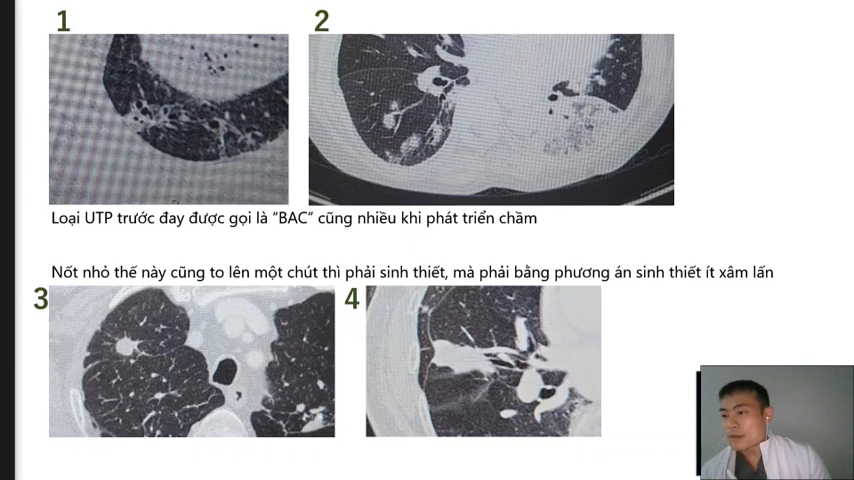 1
2
Loại UTP trước đay được gọi là “BAC” cũng nhiều khi phát triển chầm
Nốt nhỏ thế này cũng to lên một chút thì phải sinh thiết, mà phải bằng phương án sinh thiết ít xâm lấn
3
4